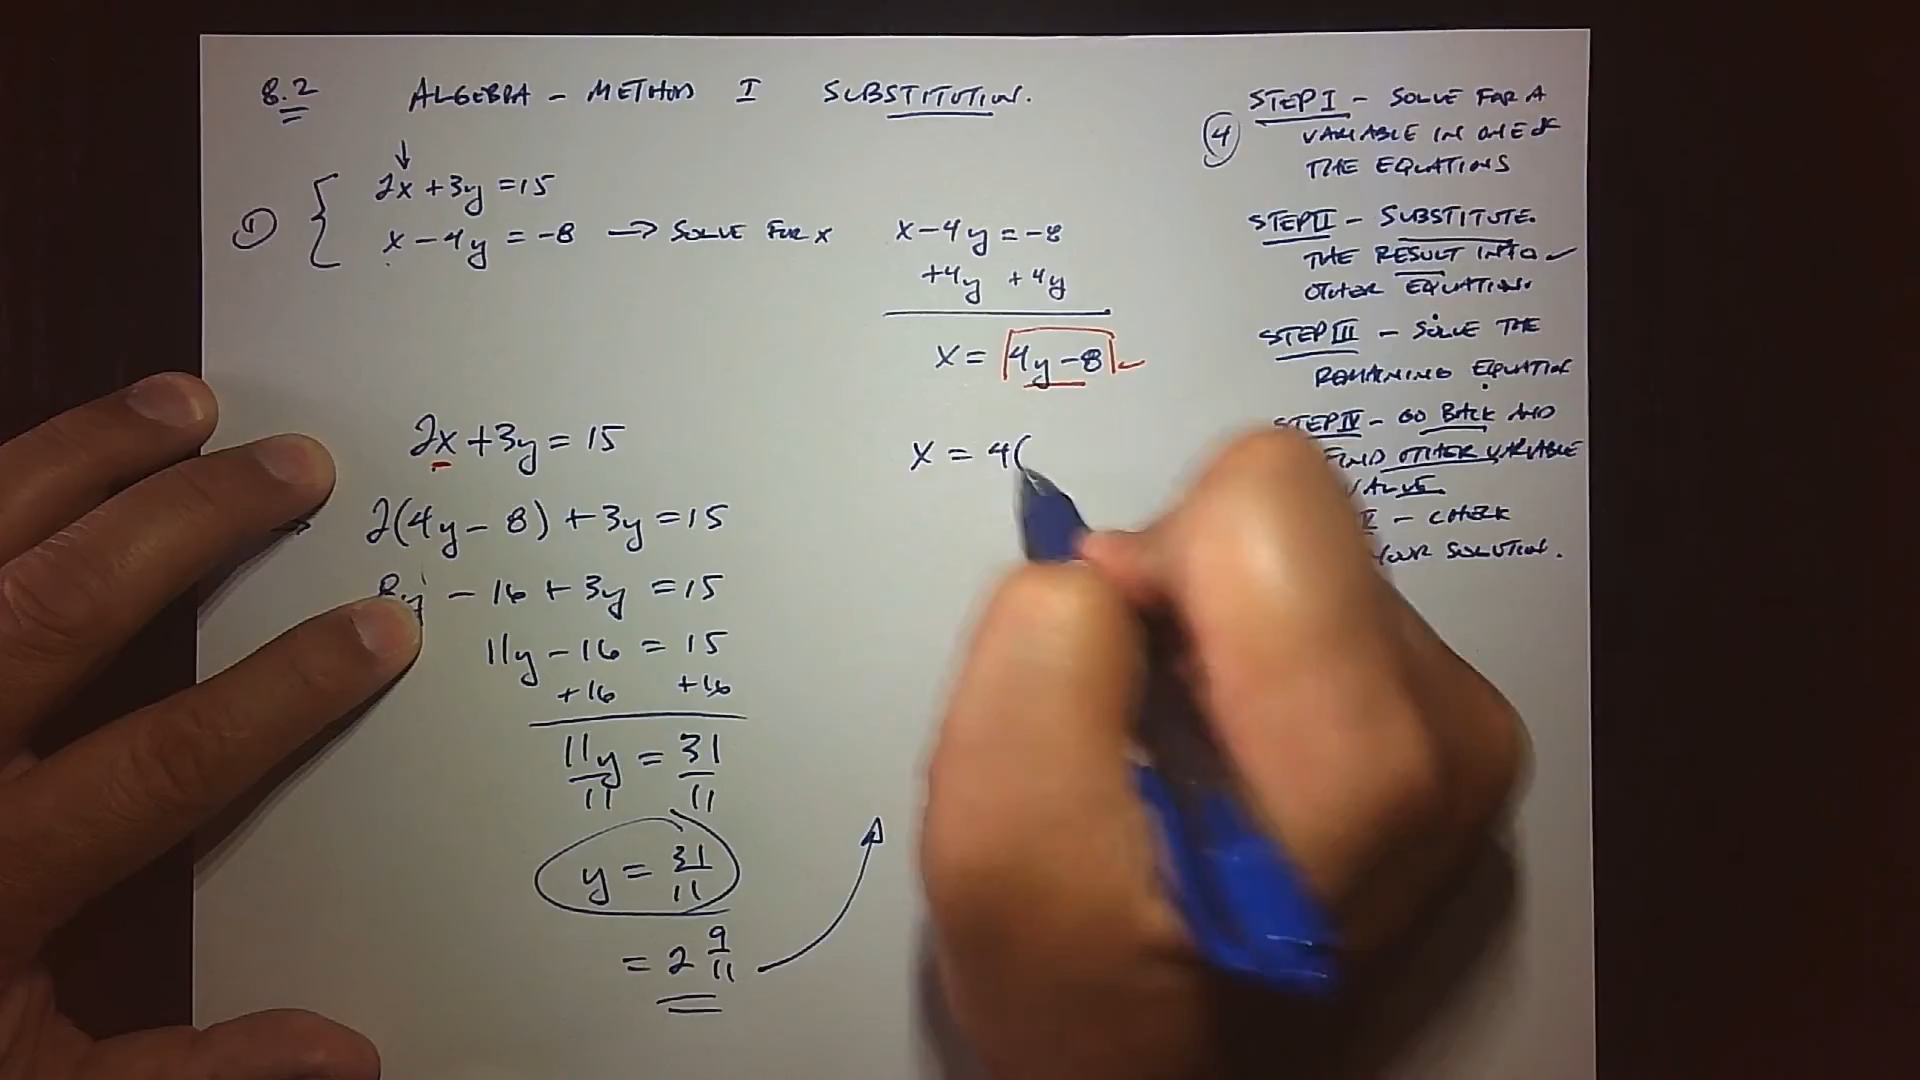 8.2 ALGEBRA - METHOD I SUBSTITUTION.
① { 2x + 3y = 15
x - 4y = -8 → SOLVE FOR x
x - 4y = -8
+4y +4y
x = 4y - 8 ✓
2x + 3y = 15
→ 2(4y - 8) + 3y = 15
8y - 16 + 3y = 15
11y - 16 = 15
+16 +16
11y = 31
11 11
y = 31/11
= 2 9/11
x = 4(
④ STEP I - SOLVE FOR A
VARIABLE IN ONE OF
THE EQUATIONS
STEP II - SUBSTITUTE.
THE RESULT INTO ✓
OTHER EQUATION.
STEP III - SOLVE THE
REMAINING EQUATION
STEP IV - GO BACK AND
FIND OTHER VARIABLE
VALUE.
V - CHECK
YOUR SOLUTION.